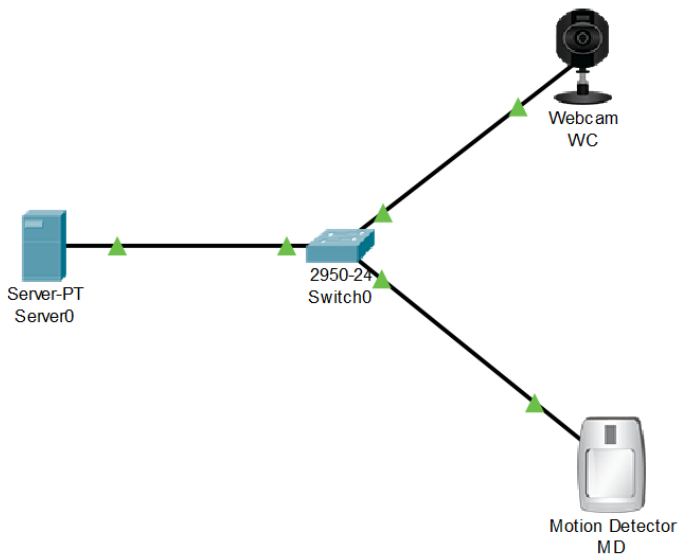 Webcam
WC
Server-PT
Server0
2950-24
Switch0
Motion Detector
MD